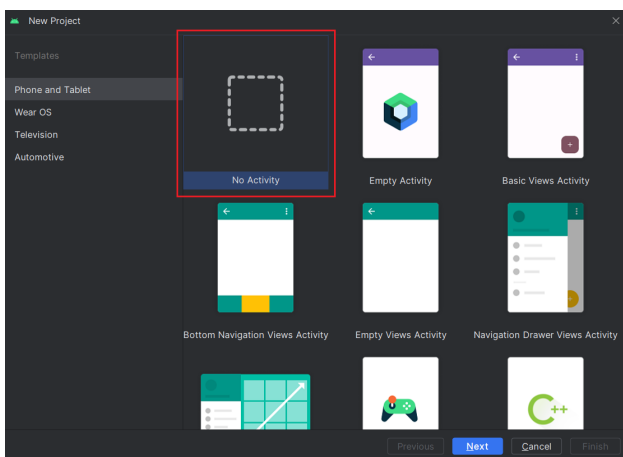 New Project
Templates
Phone and Tablet
Wear OS
Television
Automotive
No Activity
Empty Activity
Basic Views Activity
Bottom Navigation Views Activity
Empty Views Activity
Navigation Drawer Views Activity
C++
Previous
Next
Cancel
Finish